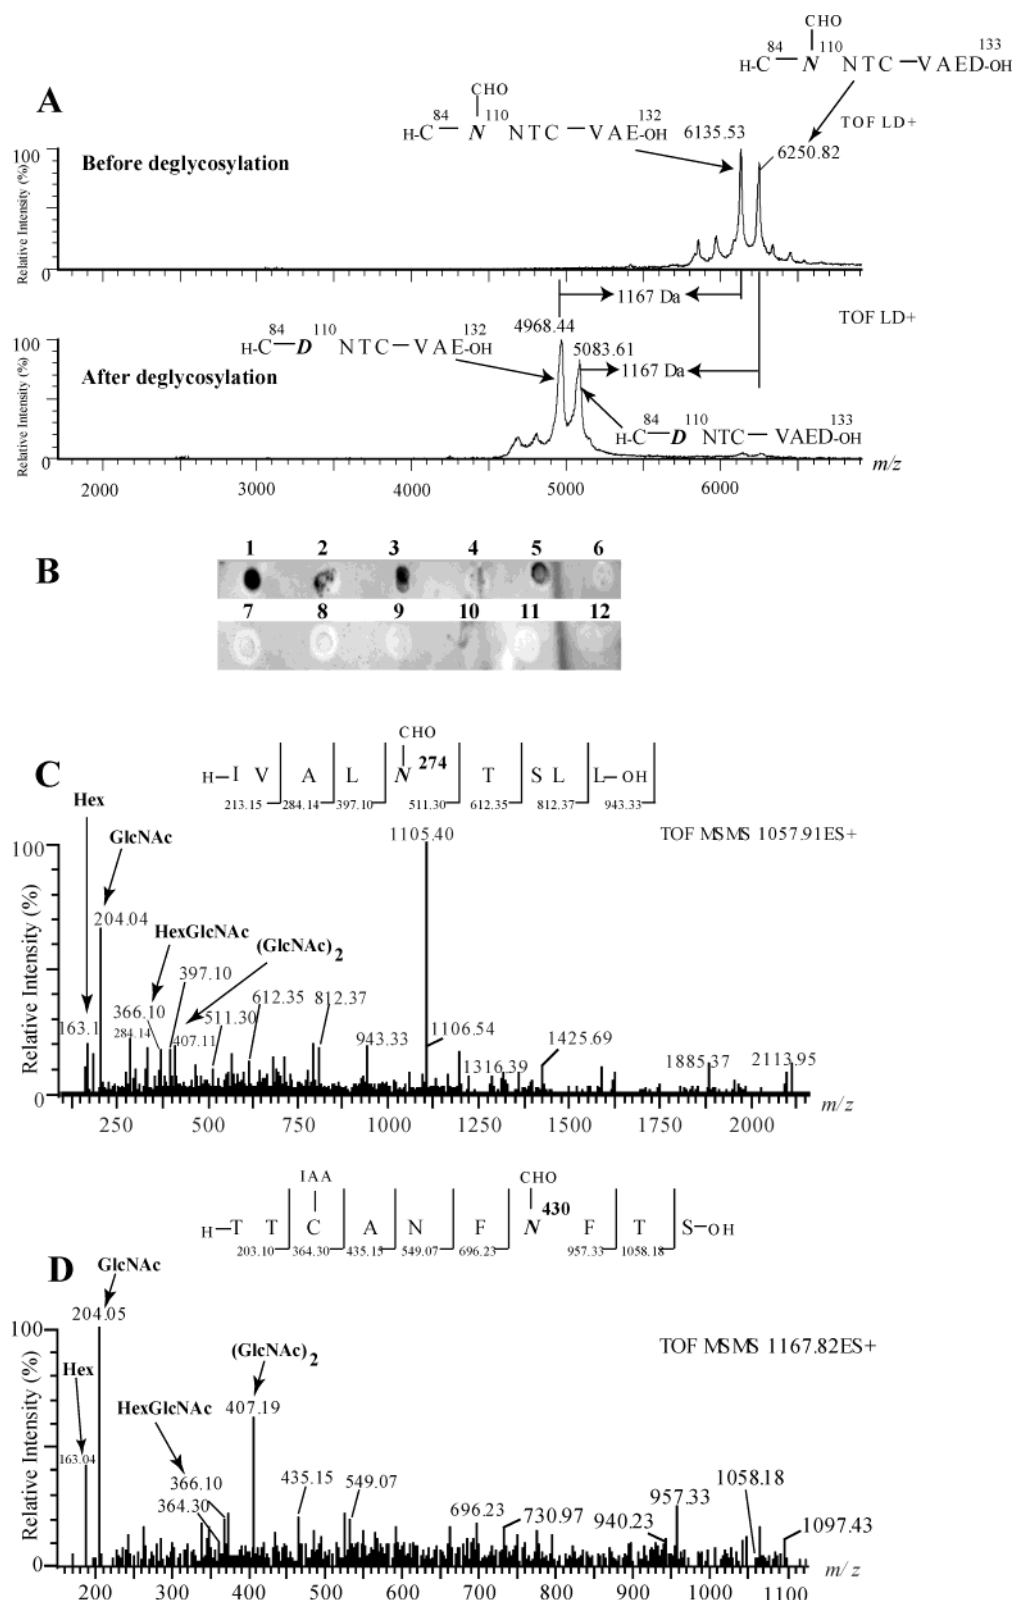 CHO
84 110 133
H-C N NTC VAED-OH
A
CHO
84 110 132
H-C N NTC VAE-OH
6135.53
TOF LD+
6250.82
100
Before deglycosylation
Relative Intensity (%)
0
1167 Da
TOF LD+
84 110 132
H-C D NTC VAE-OH
4968.44
100
5083.61
1167 Da
After deglycosylation
84 110 133
H-C D NTC VAED-OH
Relative Intensity (%)
0
m/z
2000 3000 4000 5000 6000
B
1 2 3 4 5 6
7 8 9 10 11 12
C
CHO
H-I V A L N 274 T S L L-OH
213.15 284.14 397.10 511.30 612.35 812.37 943.33
Hex
GlcNAc
TOF MSMS 1057.91ES+
1105.40
100
204.04
HexGlcNAc
(GlcNAc)2
397.10
366.10
612.35
812.37
163.1
284.14
407.11
511.30
943.33
1106.54
1316.39
1425.69
1885.37
2113.95
Relative Intensity (%)
0
m/z
250 500 750 1000 1250 1500 1750 2000
IAA CHO
H-T T C A N F N 430 F T S-OH
203.10 364.30 435.15 549.07 696.23 957.33 1058.18
D
GlcNAc
204.05
100
TOF MSMS 1167.82ES+
(GlcNAc)2
Hex
HexGlcNAc
407.19
163.04
366.10
364.30
435.15
549.07
696.23
730.97
940.23
957.33
1058.18
1097.43
Relative Intensity (%)
0
m/z
200 300 400 500 600 700 800 900 1000 1100